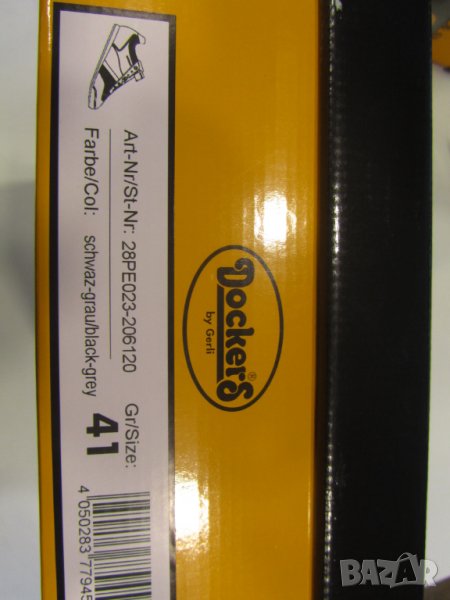 Art-Nr/St-Nr: 28PE023-206120
Farbe/Col: schvaz-grau/black-grey
Gr/Size:
41
4 050283 77945
Dockers®
by Gerli
BAZAR